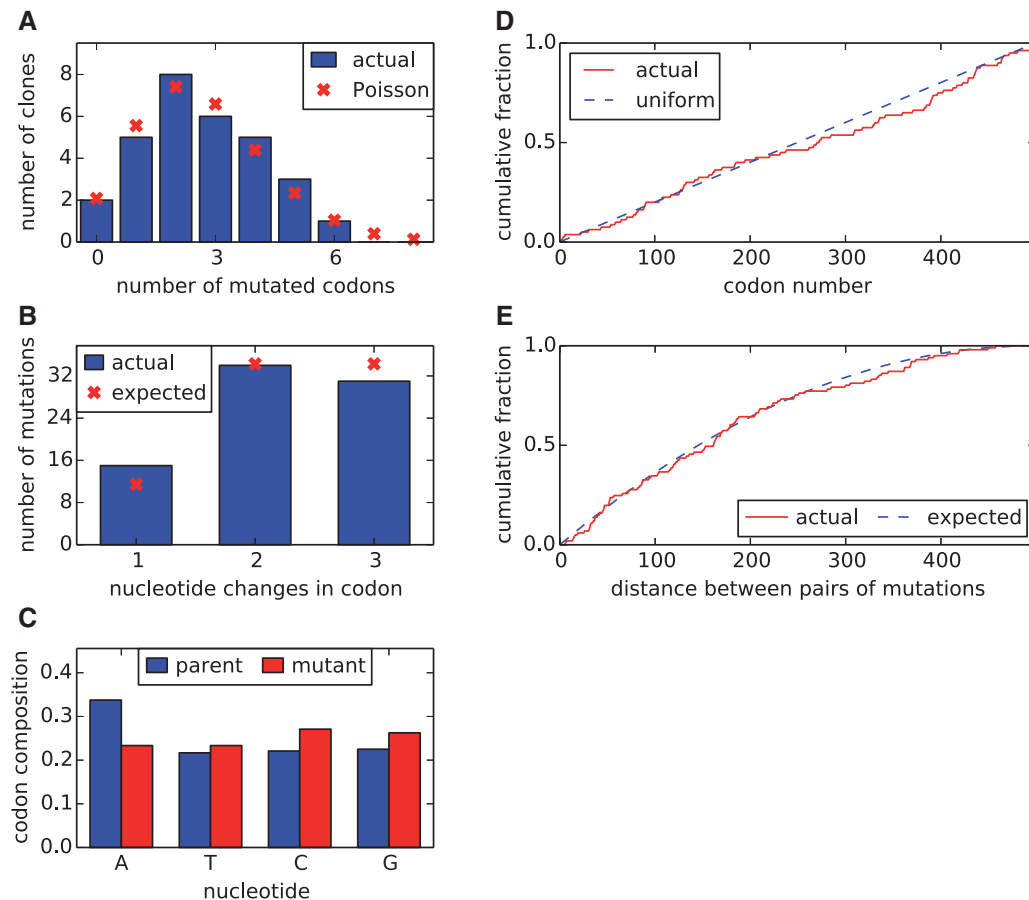 A
number of clones
8
6
4
2
0
actual
Poisson
0 3 6
number of mutated codons
B
number of mutations
32
24
16
8
0
actual
expected
1 2 3
nucleotide changes in codon
C
codon composition
0.4
0.3
0.2
0.1
0.0
parent mutant
A T C G
nucleotide
D
cumulative fraction
1.0
0.5
0.0
actual
uniform
0 100 200 300 400
codon number
E
cumulative fraction
1.0
0.5
0.0
actual expected
0 100 200 300 400
distance between pairs of mutations